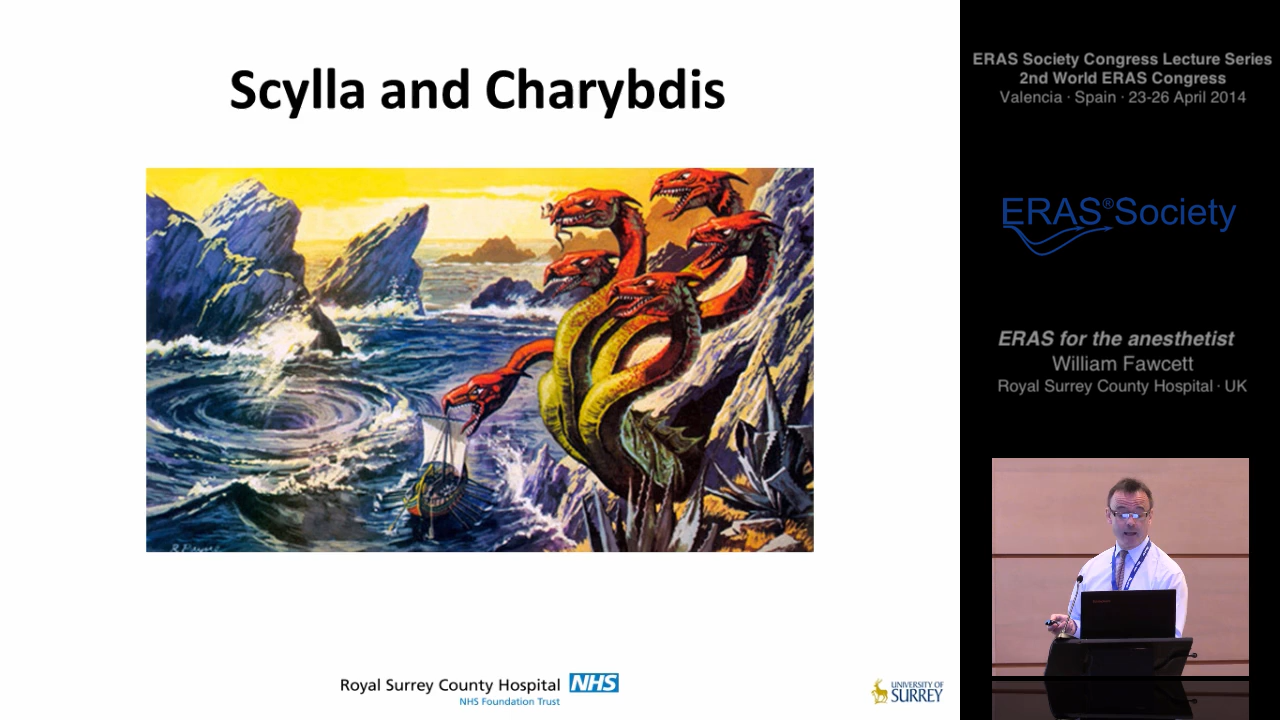 Scylla and Charybdis
Royal Surrey County Hospital NHS
NHS Foundation Trust
UNIVERSITY OF
SURREY
ERAS Society Congress Lecture Series
2nd World ERAS Congress
Valencia · Spain · 23-26 April 2014
ERAS®Society
ERAS for the anesthetist
William Fawcett
Royal Surrey County Hospital · UK